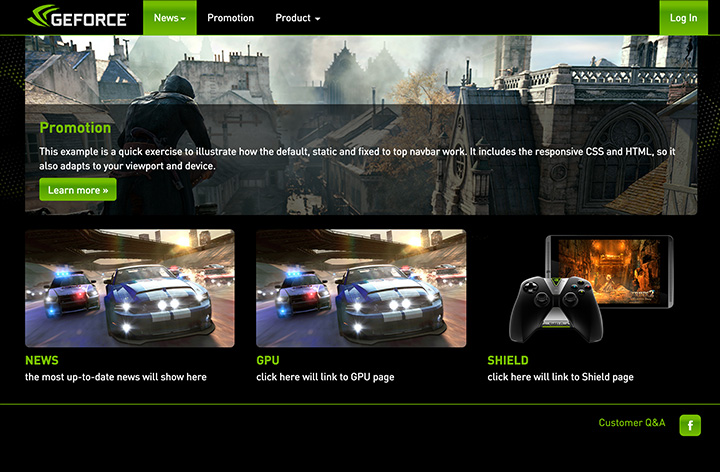 GEFORCE
News
Promotion
Product
Log In
Promotion
This example is a quick exercise to illustrate how the default, static and fixed to top navbar work. It includes the responsive CSS and HTML, so it
also adapts to your viewport and device.
Learn more »
NEWS
the most up-to-date news will show here
GPU
click here will link to GPU page
SHIELD
click here will link to Shield page
Customer Q&A
f